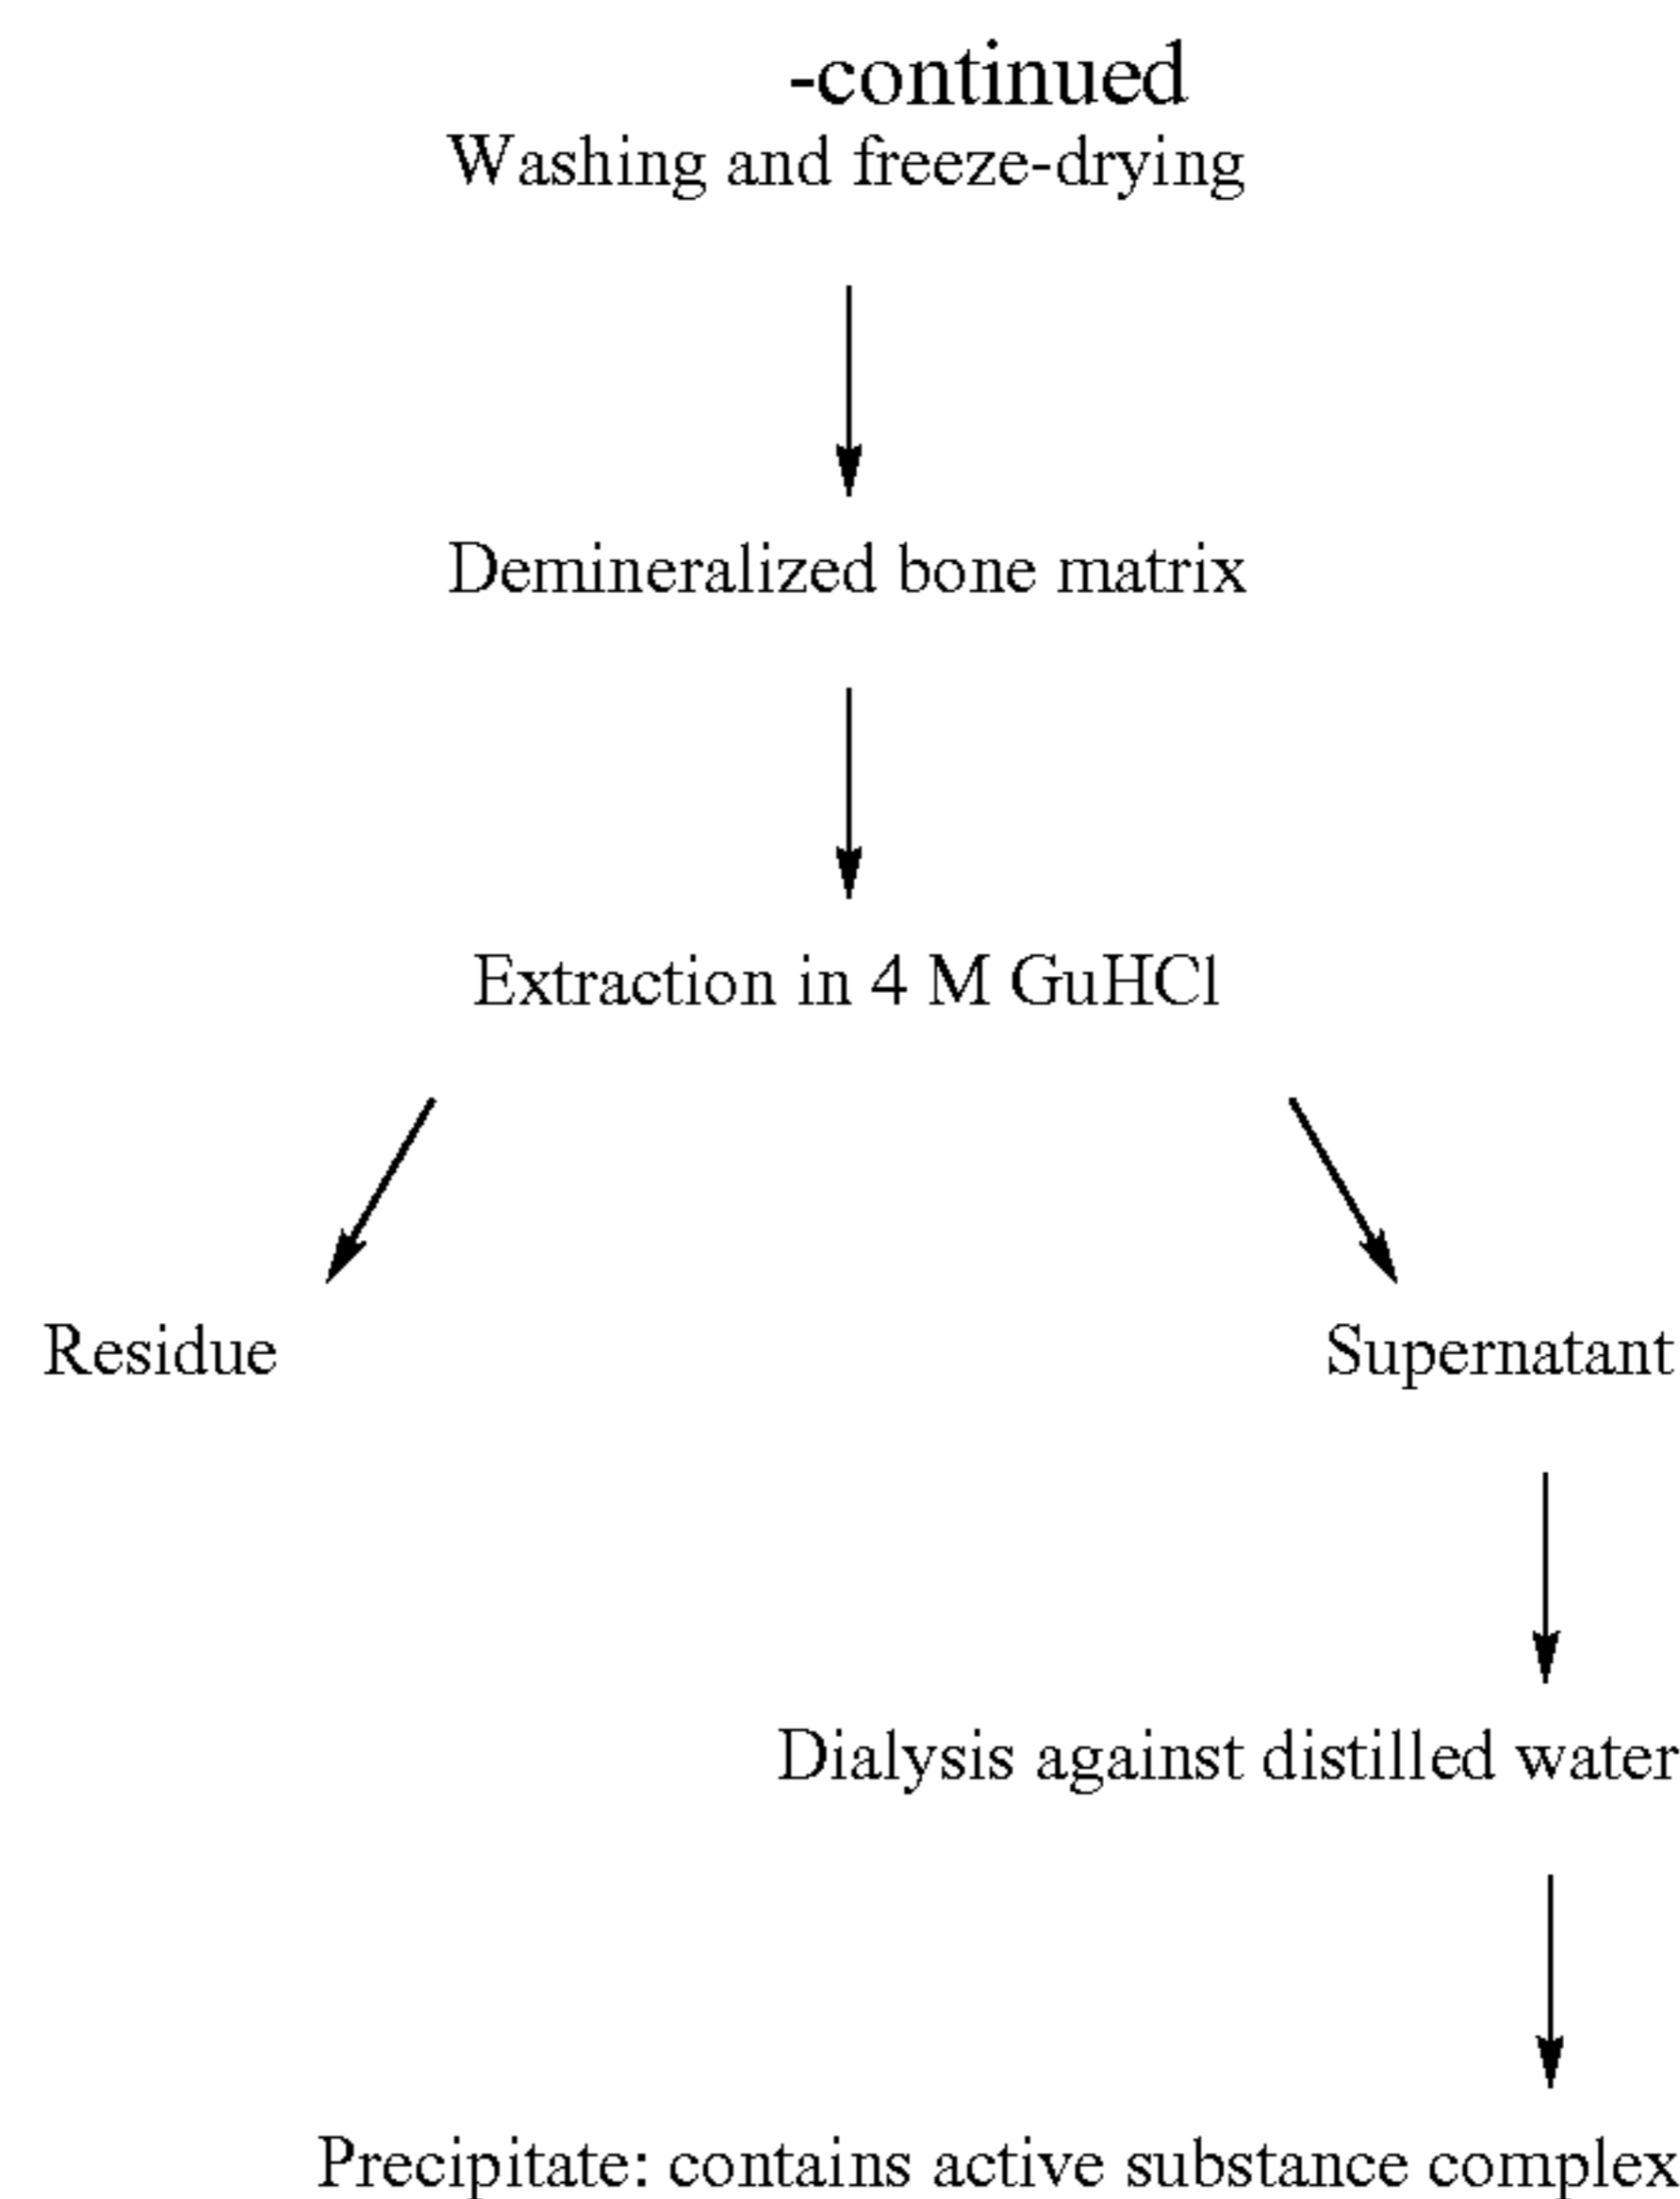 -continued
Washing and freeze-drying
Demineralized bone matrix
Extraction in 4 M GuHCl
Residue
Supernatant
Dialysis against distilled water
Precipitate: contains active substance complex